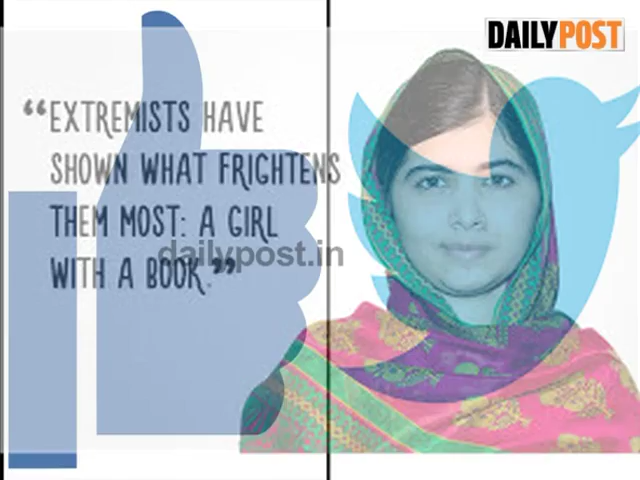 DAILYPOST
“EXTREMISTS HAVE
SHOWN WHAT FRIGHTENS
THEM MOST: A GIRL
WITH A BOOK.”
dailypost.in